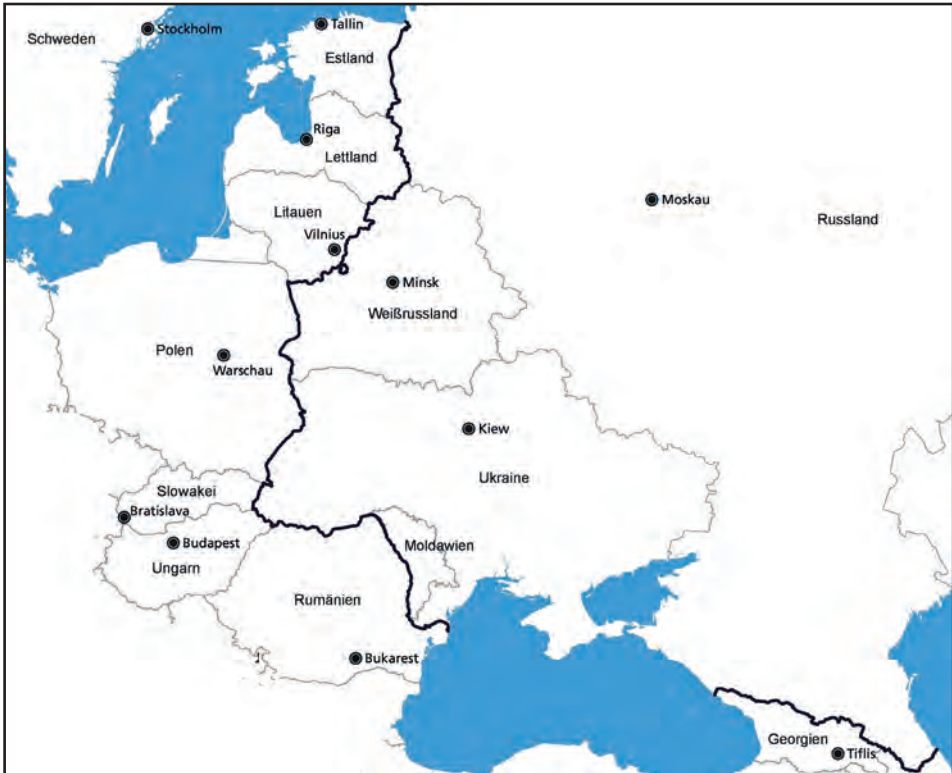 Schweden
Stockholm
Tallin
Estland
Riga
Lettland
Moskau
Russland
Litauen
Vilnius
Minsk
Weißrussland
Polen
Warschau
Kiew
Ukraine
Slowakei
Bratislava
Budapest
Ungarn
Moldawien
Rumänien
Bukarest
Georgien
Tiflis